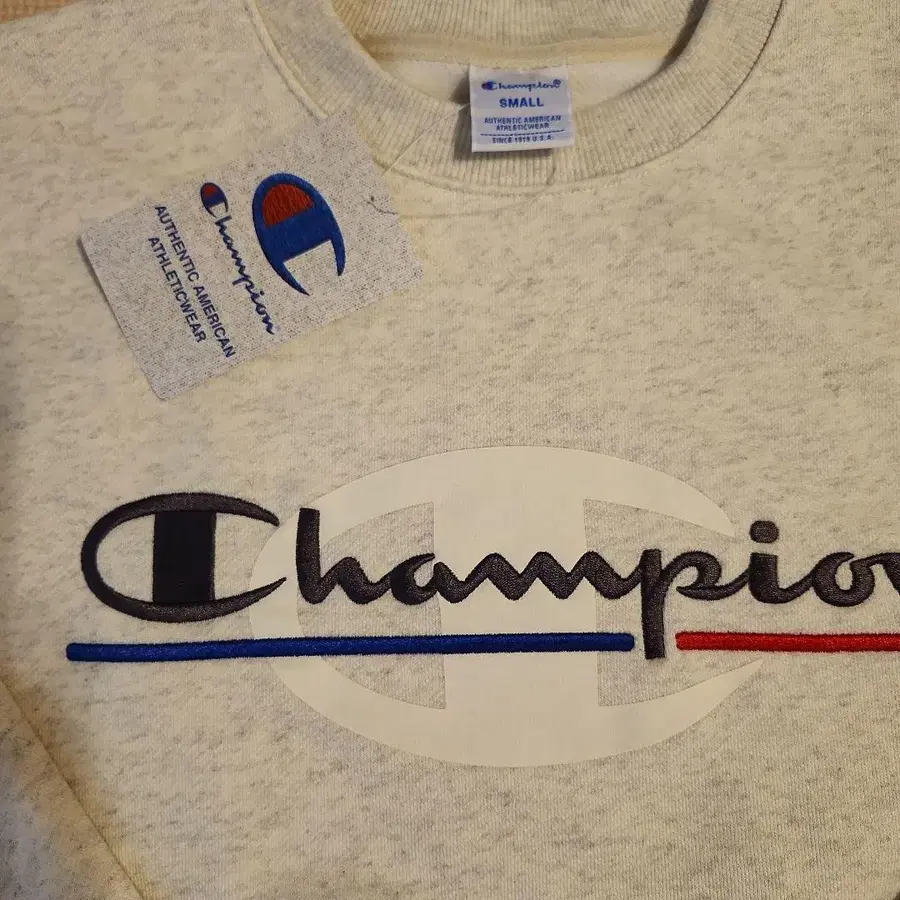 Champion
SMALL
AUTHENTIC AMERICAN
ATHLETICWEAR
SINCE 1919 U.S.A.
Champion
AUTHENTIC AMERICAN
ATHLETICWEAR
Champion